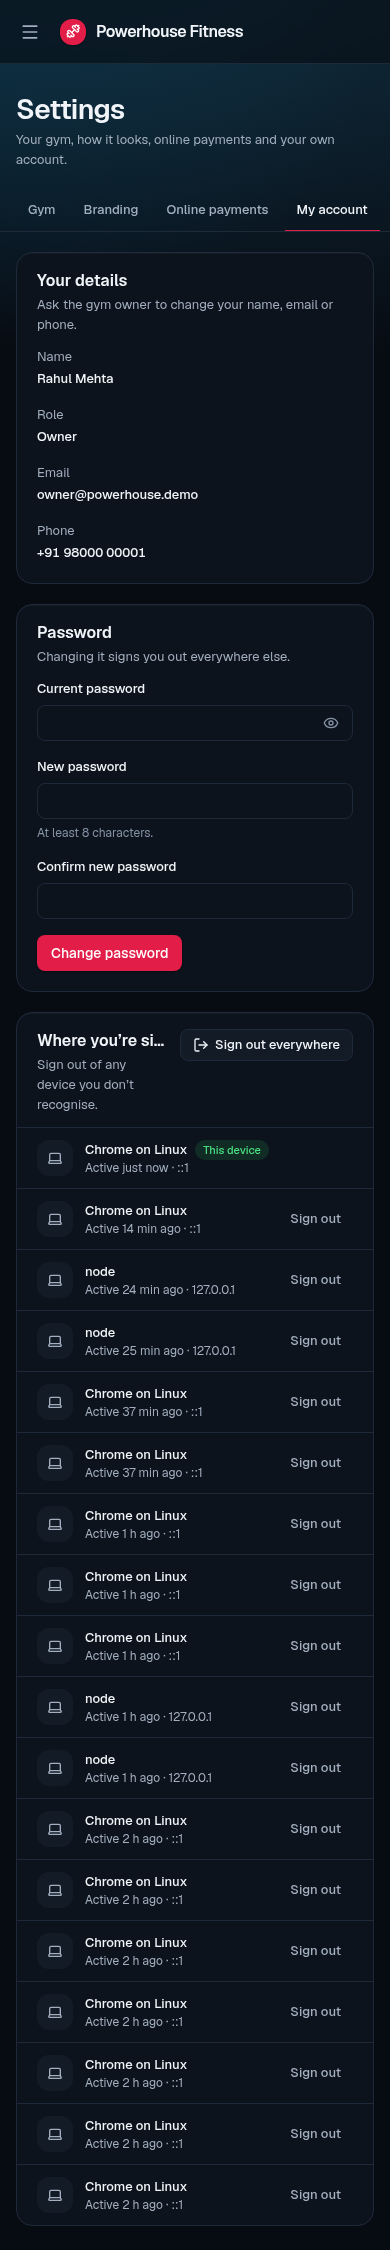 Powerhouse Fitness
Settings
Your gym, how it looks, online payments and your own
account.
Gym Branding Online payments My account
Your details
Ask the gym owner to change your name, email or
phone.
Name
Rahul Mehta
Role
Owner
Email
owner@powerhouse.demo
Phone
+91 98000 00001
Password
Changing it signs you out everywhere else.
Current password
New password
At least 8 characters.
Confirm new password
Change password
Where you’re si...
Sign out everywhere
Sign out of any
device you don’t
recognise.
Chrome on Linux This device
Active just now · ::1
Chrome on Linux
Active 14 min ago · ::1
Sign out
node
Active 24 min ago · 127.0.0.1
Sign out
node
Active 25 min ago · 127.0.0.1
Sign out
Chrome on Linux
Active 37 min ago · ::1
Sign out
Chrome on Linux
Active 37 min ago · ::1
Sign out
Chrome on Linux
Active 1 h ago · ::1
Sign out
Chrome on Linux
Active 1 h ago · ::1
Sign out
Chrome on Linux
Active 1 h ago · ::1
Sign out
node
Active 1 h ago · 127.0.0.1
Sign out
node
Active 1 h ago · 127.0.0.1
Sign out
Chrome on Linux
Active 2 h ago · ::1
Sign out
Chrome on Linux
Active 2 h ago · ::1
Sign out
Chrome on Linux
Active 2 h ago · ::1
Sign out
Chrome on Linux
Active 2 h ago · ::1
Sign out
Chrome on Linux
Active 2 h ago · ::1
Sign out
Chrome on Linux
Active 2 h ago · ::1
Sign out
Chrome on Linux
Active 2 h ago · ::1
Sign out